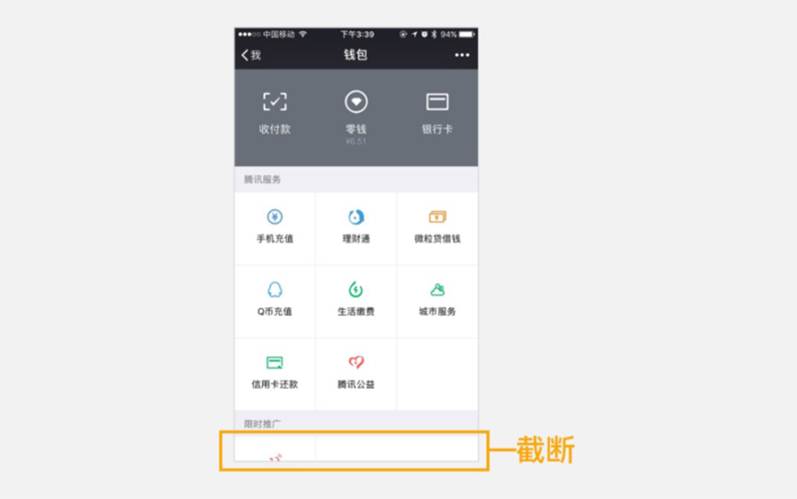 中国移动 下午3:39 94%
我 钱包
收付款 零钱 银行卡
¥6.51
腾讯服务
手机充值 理财通 微粒贷借钱
Q币充值 生活缴费 城市服务
信用卡还款 腾讯公益
限时推广
截断